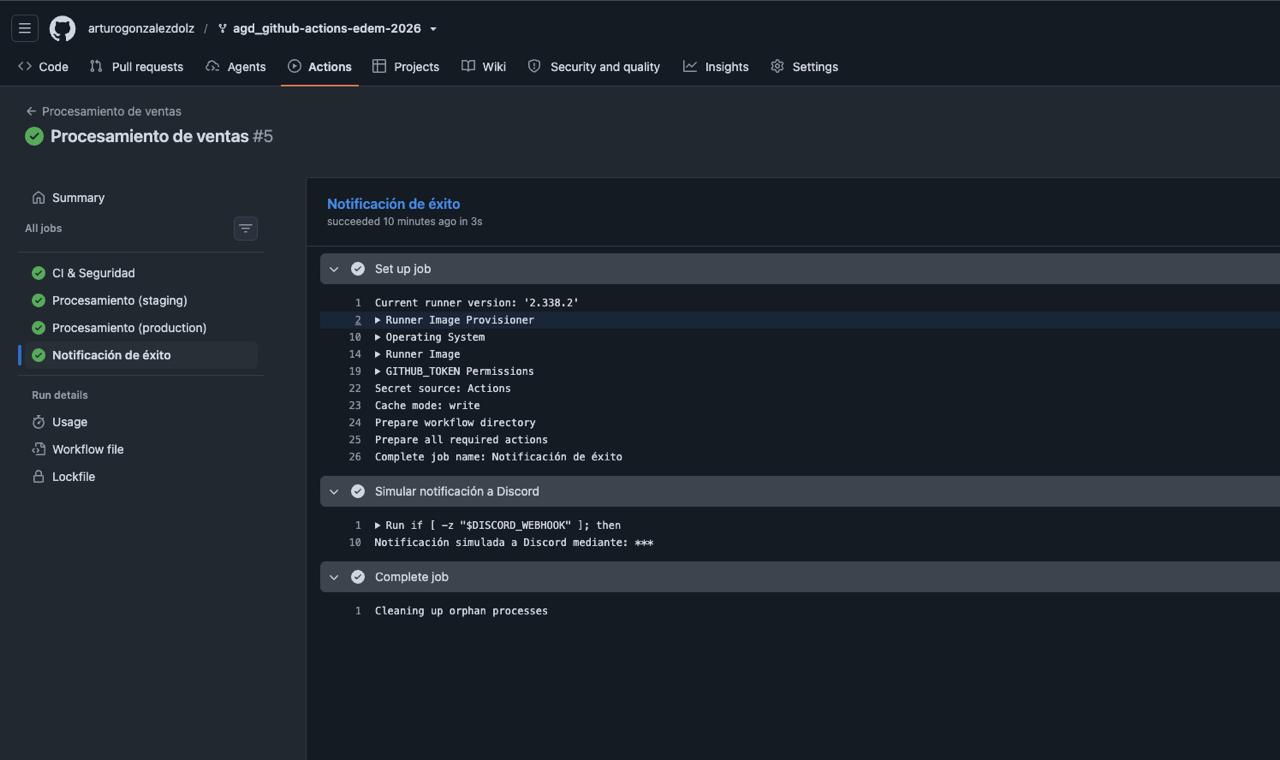 arturogonzalezdolz / agd_github-actions-edem-2026
Code Pull requests Agents Actions Projects Wiki Security and quality Insights Settings
Procesamiento de ventas
Procesamiento de ventas #5
Summary
All jobs
CI & Seguridad
Procesamiento (staging)
Procesamiento (production)
Notificación de éxito
Run details
Usage
Workflow file
Lockfile
Notificación de éxito
succeeded 10 minutes ago in 3s
Set up job
1 Current runner version: '2.338.2'
2 Runner Image Provisioner
10 Operating System
14 Runner Image
19 GITHUB_TOKEN Permissions
22 Secret source: Actions
23 Cache mode: write
24 Prepare workflow directory
25 Prepare all required actions
26 Complete job name: Notificación de éxito
Simular notificación a Discord
1 Run if [ -z "$DISCORD_WEBHOOK" ]; then
10 Notificación simulada a Discord mediante: ***
Complete job
1 Cleaning up orphan processes